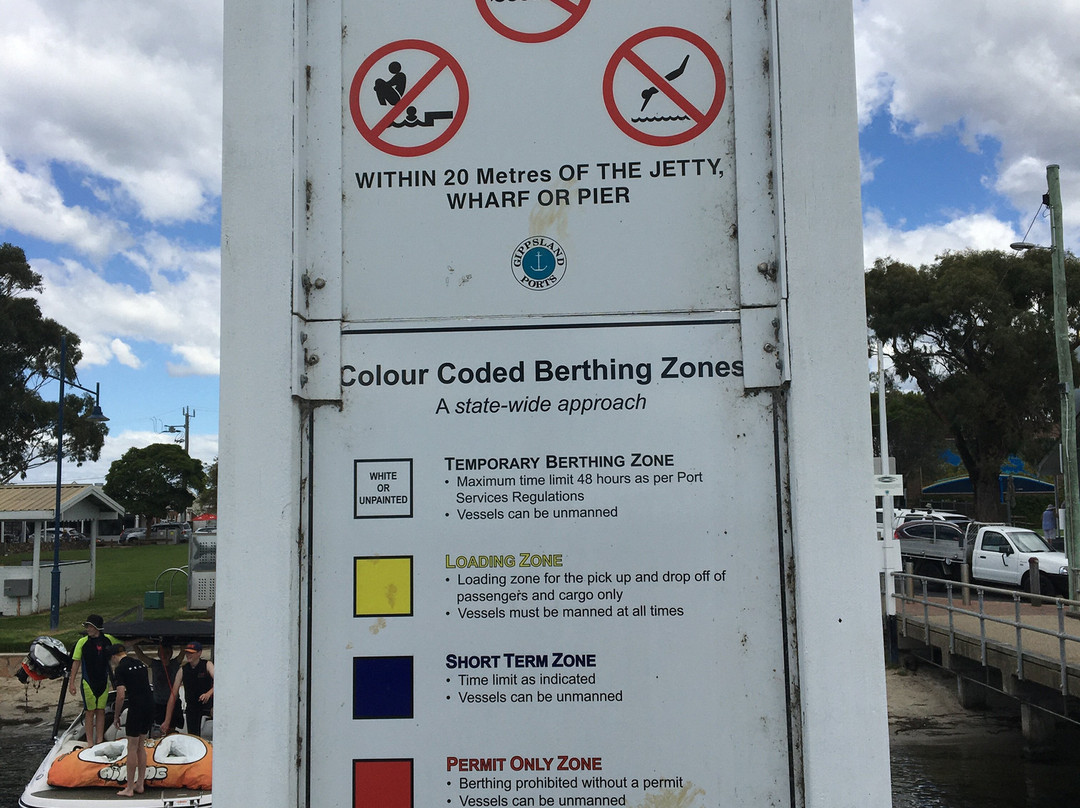 WITHIN 20 Metres OF THE JETTY,
WHARF OR PIER
GIPPSLAND
PORTS
Colour Coded Berthing Zones
A state-wide approach
WHITE
OR
UNPAINTED
TEMPORARY BERTHING ZONE
• Maximum time limit 48 hours as per Port
Services Regulations
• Vessels can be unmanned
LOADING ZONE
• Loading zone for the pick up and drop off of
passengers and cargo only
• Vessels must be manned at all times
SHORT TERM ZONE
• Time limit as indicated
• Vessels can be unmanned
PERMIT ONLY ZONE
• Berthing prohibited without a permit
• Vessels can be unmanned